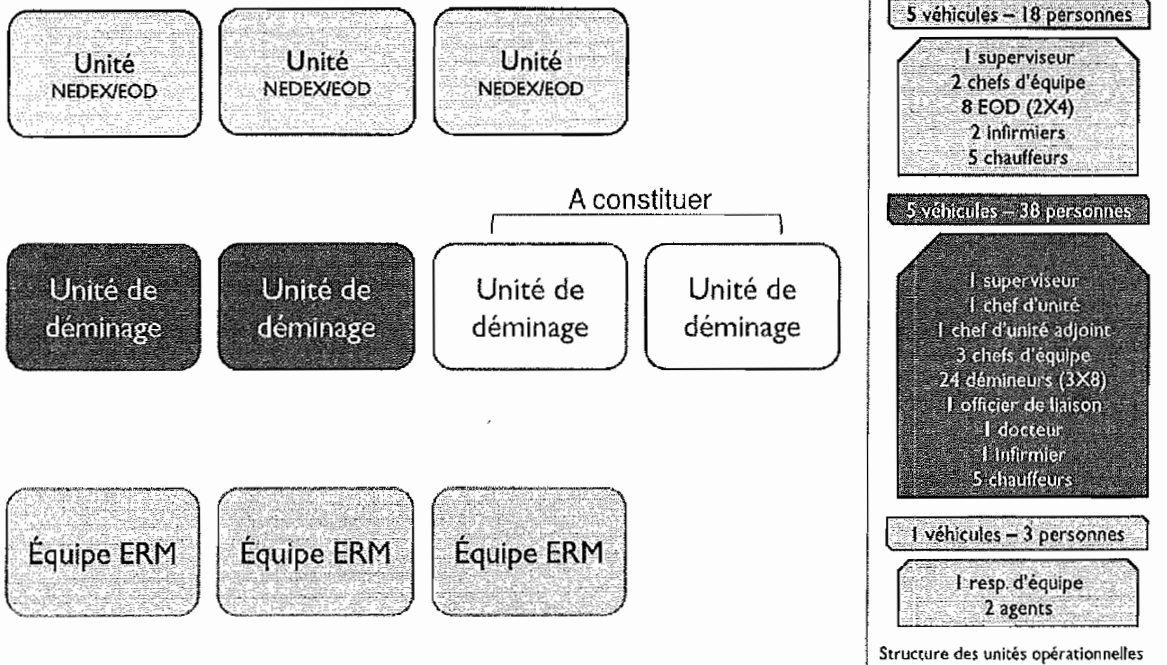 Unité
NEDEX/EOD
Unité
NEDEX/EOD
Unité
NEDEX/EOD
A constituer
Unité de
déminage
Unité de
déminage
Unité de
déminage
Unité de
déminage
Équipe ERM
Équipe ERM
Équipe ERM
5 véhicules – 18 personnes
1 superviseur
2 chefs d'équipe
8 EOD (2X4)
2 infirmiers
5 chauffeurs
5 véhicules – 38 personnes
1 superviseur
1 chef d'unité
1 chef d'unité adjoint
3 chefs d'équipe
24 démineurs (3X8)
1 officier de liaison
1 docteur
1 infirmier
5 chauffeurs
1 véhicules – 3 personnes
1 resp. d'équipe
2 agents
Structure des unités opérationnelles